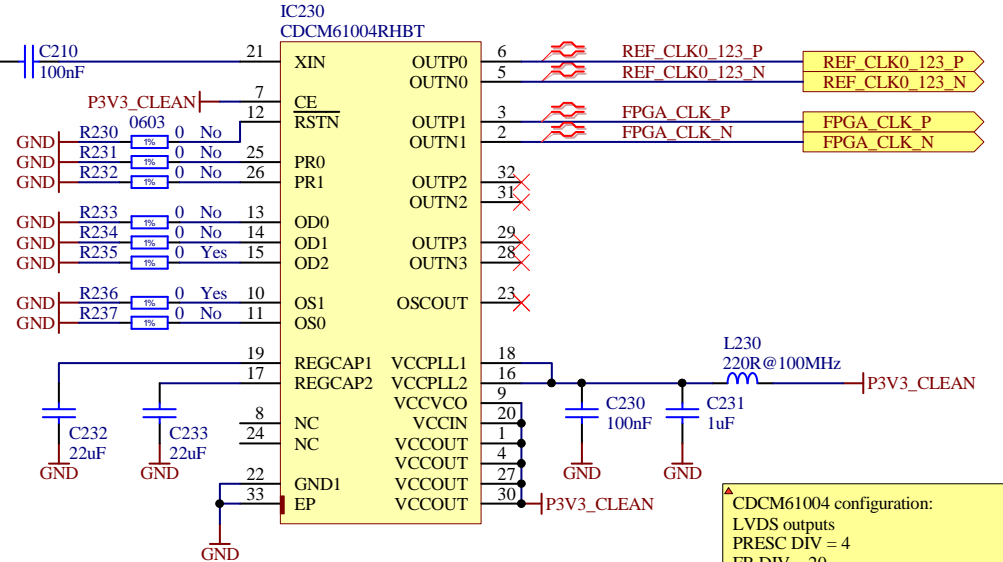 IC230
CDCM61004RHBT
C210
100nF
21
XIN
P3V3_CLEAN
7
CE
0603
12
RSTN
GND R230 1% 0 No
GND R231 1% 0 No 25 PR0
GND R232 1% 0 No 26 PR1
GND R233 1% 0 No 13 OD0
GND R234 1% 0 No 14 OD1
GND R235 1% 0 Yes 15 OD2
GND R236 1% 0 Yes 10 OS1
GND R237 1% 0 No 11 OS0
19 REGCAP1
17 REGCAP2
C232
22uF
GND
C233
22uF
GND
8 NC
24 NC
22 GND1
33 EP
GND
OUTP0 6 REF_CLK0_123_P REF_CLK0_123_P
OUTN0 5 REF_CLK0_123_N REF_CLK0_123_N
OUTP1 3 FPGA_CLK_P FPGA_CLK_P
OUTN1 2 FPGA_CLK_N FPGA_CLK_N
OUTP2 32
OUTN2 31
OUTP3 29
OUTN3 28
OSCOUT 23
VCCPLL1 18
VCCPLL2 16
VCCVCO 9
VCCIN 20
VCCOUT 1
VCCOUT 4
VCCOUT 27
VCCOUT 30
P3V3_CLEAN
L230
220R@100MHz
P3V3_CLEAN
C230
100nF
GND
C231
1uF
GND
CDCM61004 configuration:
LVDS outputs
PRESC DIV = 4
FB DIV = 20